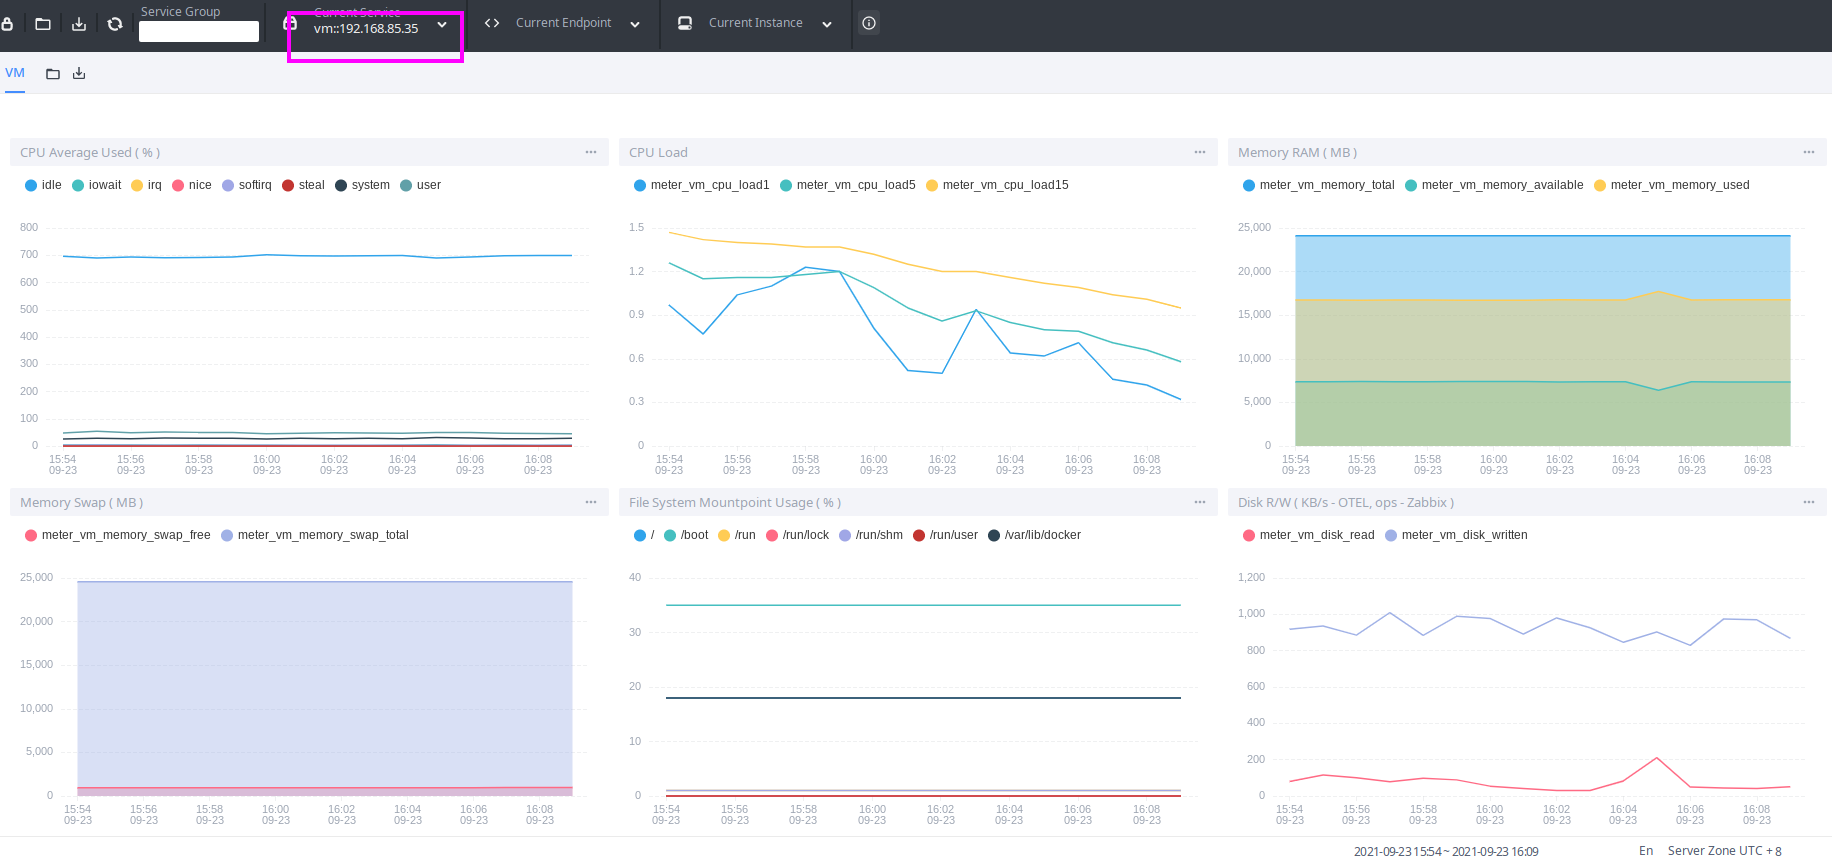 Service Group
Current Service
vm::192.168.85.35
Current Endpoint
Current Instance
VM
CPU Average Used ( % )
idle iowait irq nice softirq steal system user
800
700
600
500
400
300
200
100
0
15:54 15:56 15:58 16:00 16:02 16:04 16:06 16:08
09-23 09-23 09-23 09-23 09-23 09-23 09-23 09-23
CPU Load
meter_vm_cpu_load1 meter_vm_cpu_load5 meter_vm_cpu_load15
1.5
1.2
0.9
0.6
0.3
0
15:54 15:56 15:58 16:00 16:02 16:04 16:06 16:08
09-23 09-23 09-23 09-23 09-23 09-23 09-23 09-23
Memory RAM ( MB )
meter_vm_memory_total meter_vm_memory_available meter_vm_memory_used
25,000
20,000
15,000
10,000
5,000
0
15:54 15:56 15:58 16:00 16:02 16:04 16:06 16:08
09-23 09-23 09-23 09-23 09-23 09-23 09-23 09-23
Memory Swap ( MB )
meter_vm_memory_swap_free meter_vm_memory_swap_total
25,000
20,000
15,000
10,000
5,000
0
15:54 15:56 15:58 16:00 16:02 16:04 16:06 16:08
09-23 09-23 09-23 09-23 09-23 09-23 09-23 09-23
File System Mountpoint Usage ( % )
/ /boot /run /run/lock /run/shm /run/user /var/lib/docker
40
30
20
10
0
15:54 15:56 15:58 16:00 16:02 16:04 16:06 16:08
09-23 09-23 09-23 09-23 09-23 09-23 09-23 09-23
Disk R/W ( KB/s - OTEL, ops - Zabbix )
meter_vm_disk_read meter_vm_disk_written
1,200
1,000
800
600
400
200
0
15:54 15:56 15:58 16:00 16:02 16:04 16:06 16:08
09-23 09-23 09-23 09-23 09-23 09-23 09-23 09-23
2021-09-23 15:54 ~ 2021-09-23 16:09 En Server Zone UTC + 8